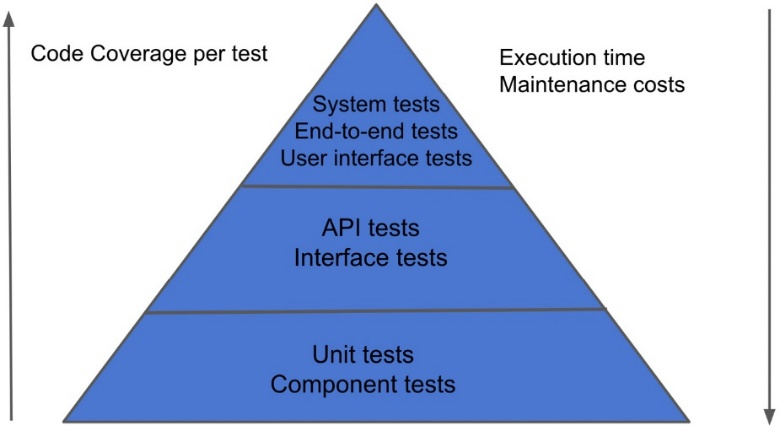 Code Coverage per test
Execution time
Maintenance costs
System tests
End-to-end tests
User interface tests
API tests
Interface tests
Unit tests
Component tests